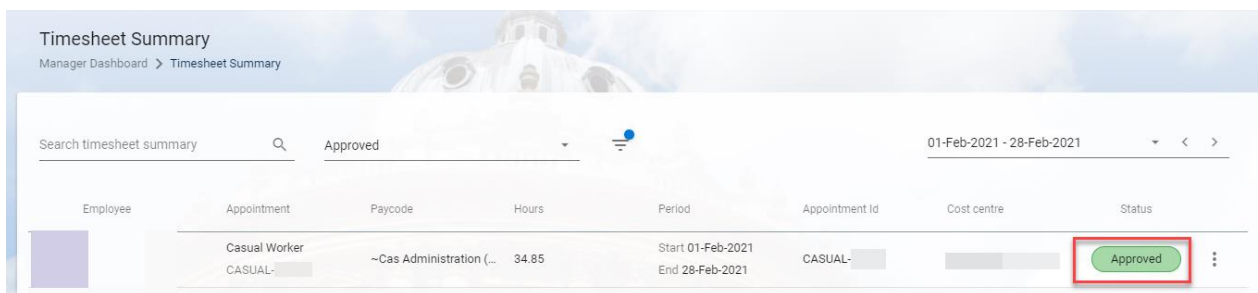 Timesheet Summary
Manager Dashboard > Timesheet Summary
Search timesheet summary Approved 01-Feb-2021 - 28-Feb-2021
Employee Appointment Paycode Hours Period Appointment Id Cost centre Status
Casual Worker ~Cas Administration (... 34.85 Start 01-Feb-2021 CASUAL- Approved
CASUAL- End 28-Feb-2021